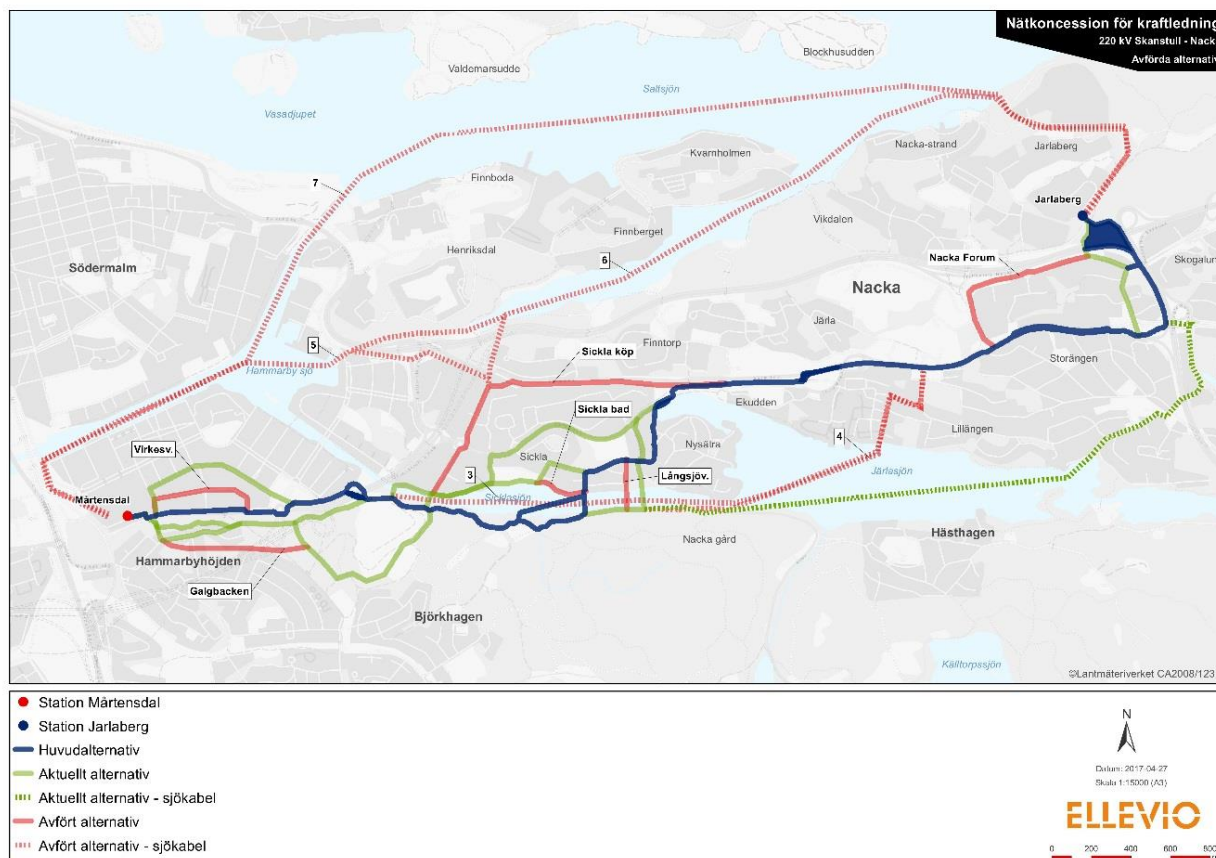 Nätkoncession för kraftledning
220 kV Skanstull - Nack
Avförda alternativ
Blockhusudden
Valdemarsudde
Saltsjön
Vasadjupet
Nacka-strand
Jarlaberg
Kvarnholmen
7
Finnboda
Jarlaberg
Vikdalen
Finnberget
Henriksdal
Södermalm
6
Nacka Forum
Skogalun
Nacka
Järla
5
Finntorp
Sickla köp
Storängen
Hammarby sjö
Ekudden
Sickla bad
Lillängen
Nysätra
4
Virkesv.
Sickla
3
Långsjöv.
Järlasjön
Mårtensdal
Sicklasjön
Hästhagen
Nacka gård
Hammarbyhöjden
Galgbacken
Björkhagen
Källtorpssjön
©Lantmäteriverket CA2008/123
Station Mårtensdal
Station Jarlaberg
Huvudalternativ
Aktuellt alternativ
Aktuellt alternativ - sjökabel
Avfört alternativ
Avfört alternativ - sjökabel
N
Datum: 2017-04-27
Skala 1:15000 (A3)
ELLEVIO
0 200 400 600 800